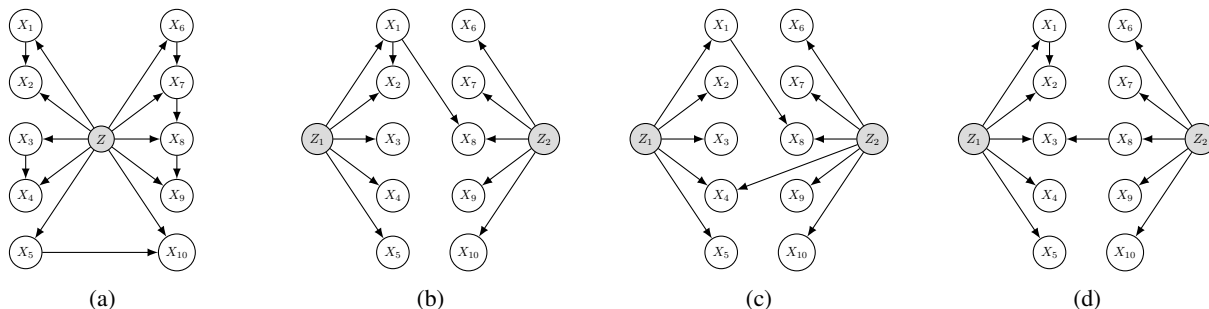 X₁ X₆ X₁ X₆ X₁ X₆ X₁ X₆
X₂ X₇ X₂ X₇ X₂ X₇ X₂ X₇
X₃ Z X₈ Z₁ X₃ X₈ Z₂ Z₁ X₃ X₈ Z₂ Z₁ X₃ X₈ Z₂
X₄ X₉ X₄ X₉ X₄ X₉ X₄ X₉
X₅ X₁₀ X₅ X₁₀ X₅ X₁₀ X₅ X₁₀
(a) (b) (c) (d)